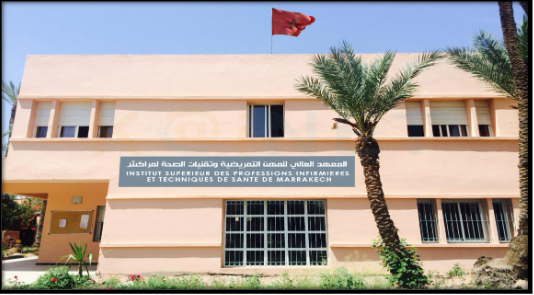 المعهد العالي للمهن التمريضية وتقنيات الصحة لمراكش
INSTITUT SUPERIEUR DES PROFESSIONS INFIRMIERES
ET TECHNIQUES DE SANTE DE MARRAKECH